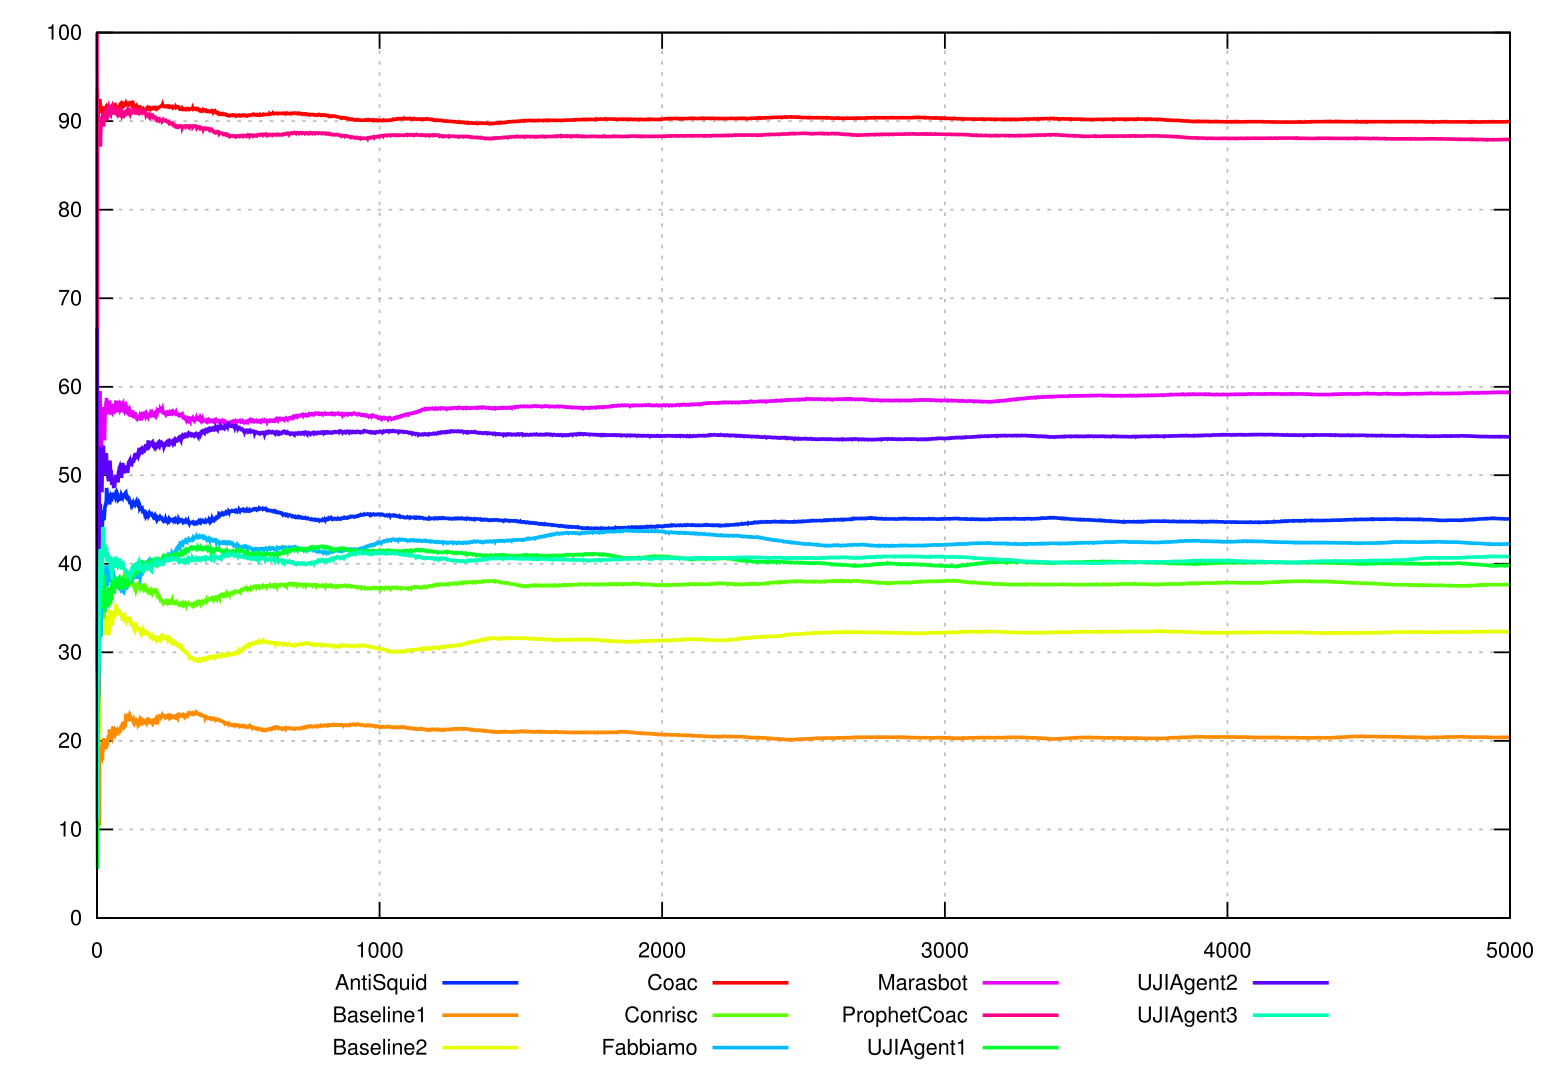 100
90
80
70
60
50
40
30
20
10
0
0 1000 2000 3000 4000 5000
AntiSquid Coac Marasbot UJIAgent2
Baseline1 Conrisc ProphetCoac UJIAgent3
Baseline2 Fabbiamo UJIAgent1